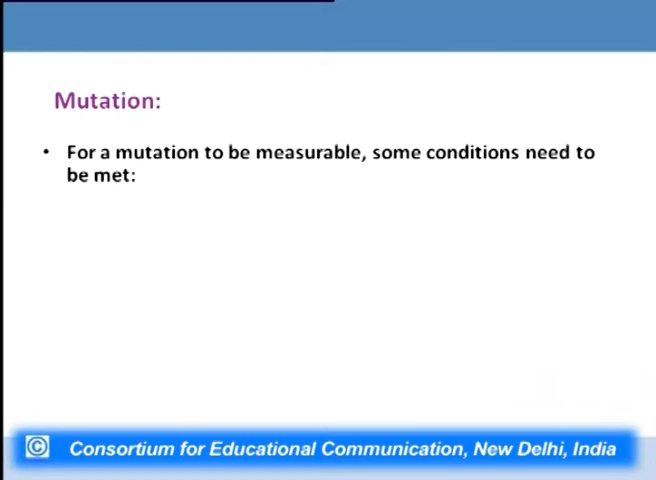 Mutation:
• For a mutation to be measurable, some conditions need to
be met:
© Consortium for Educational Communication, New Delhi, India